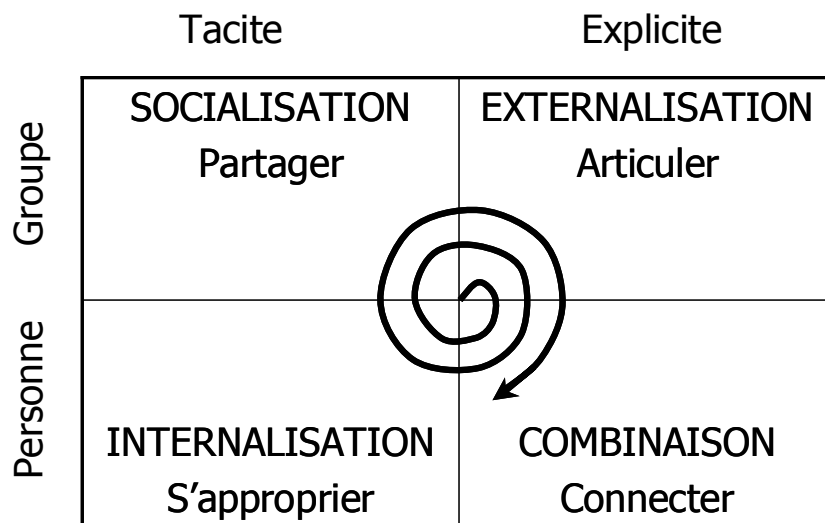 Tacite Explicite
Groupe
SOCIALISATION
Partager
EXTERNALISATION
Articuler
Personne
INTERNALISATION
S’approprier
COMBINAISON
Connecter